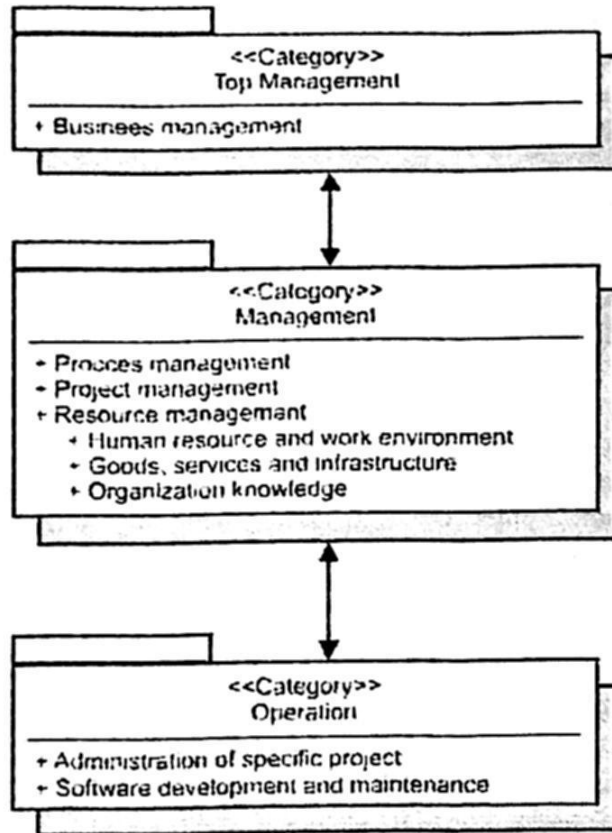 <<Category>>
Top Management
+ Businees management
<<Category>>
Management
+ Procces management
+ Project management
+ Resource managemant
+ Human resource and work environment
+ Goods, services and infrastructure
+ Organization knowledge
<<Category>>
Operation
+ Administration of specific project
+ Software development and maintenance